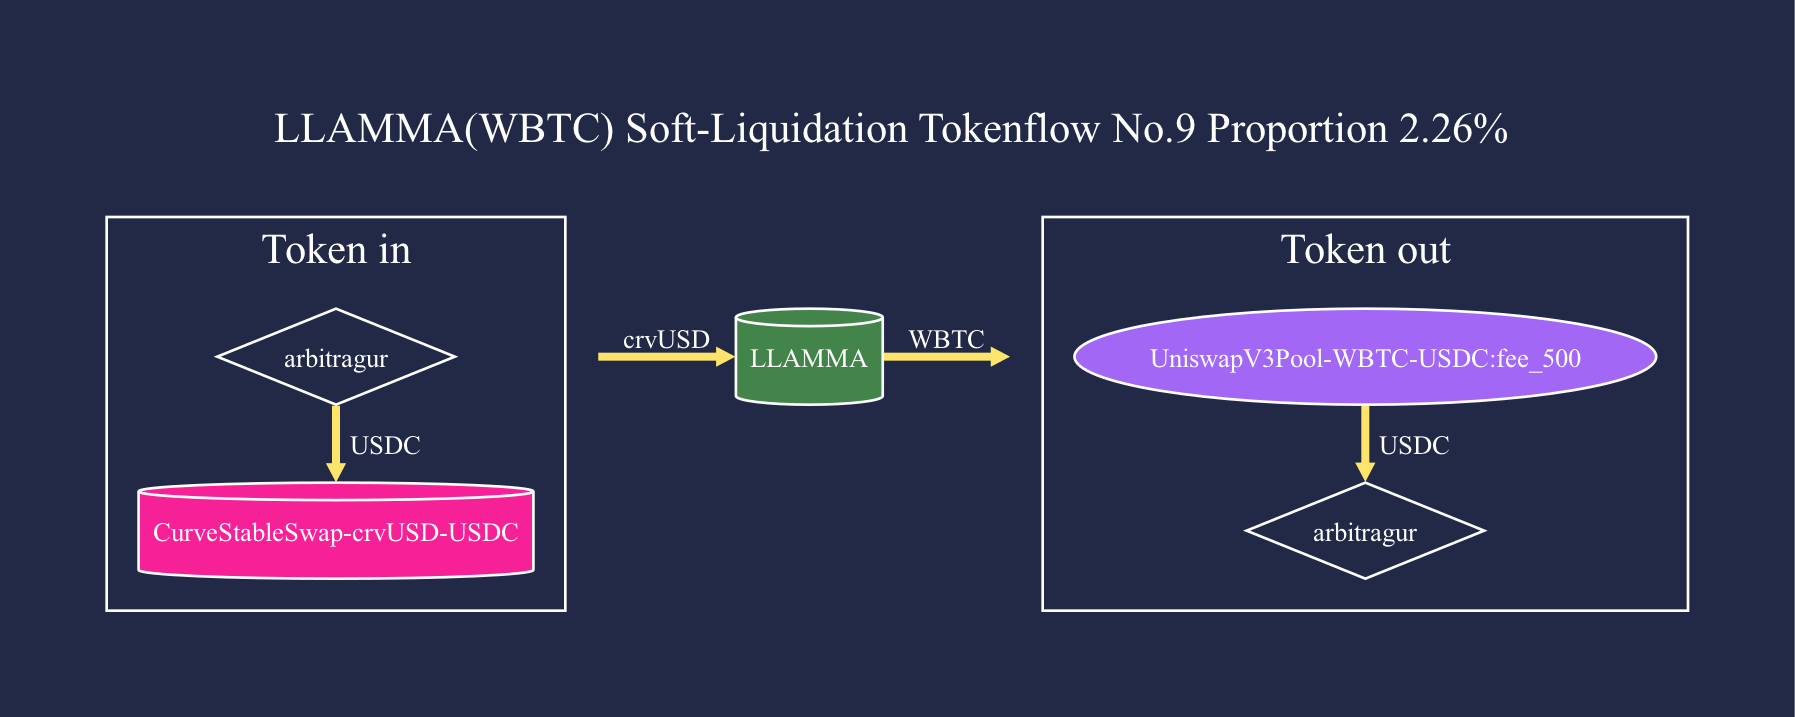 LLAMMA(WBTC) Soft-Liquidation Tokenflow No.9 Proportion 2.26%
Token in
arbitragur
USDC
CurveStableSwap-crvUSD-USDC
crvUSD
LLAMMA
WBTC
Token out
UniswapV3Pool-WBTC-USDC:fee_500
USDC
arbitragur